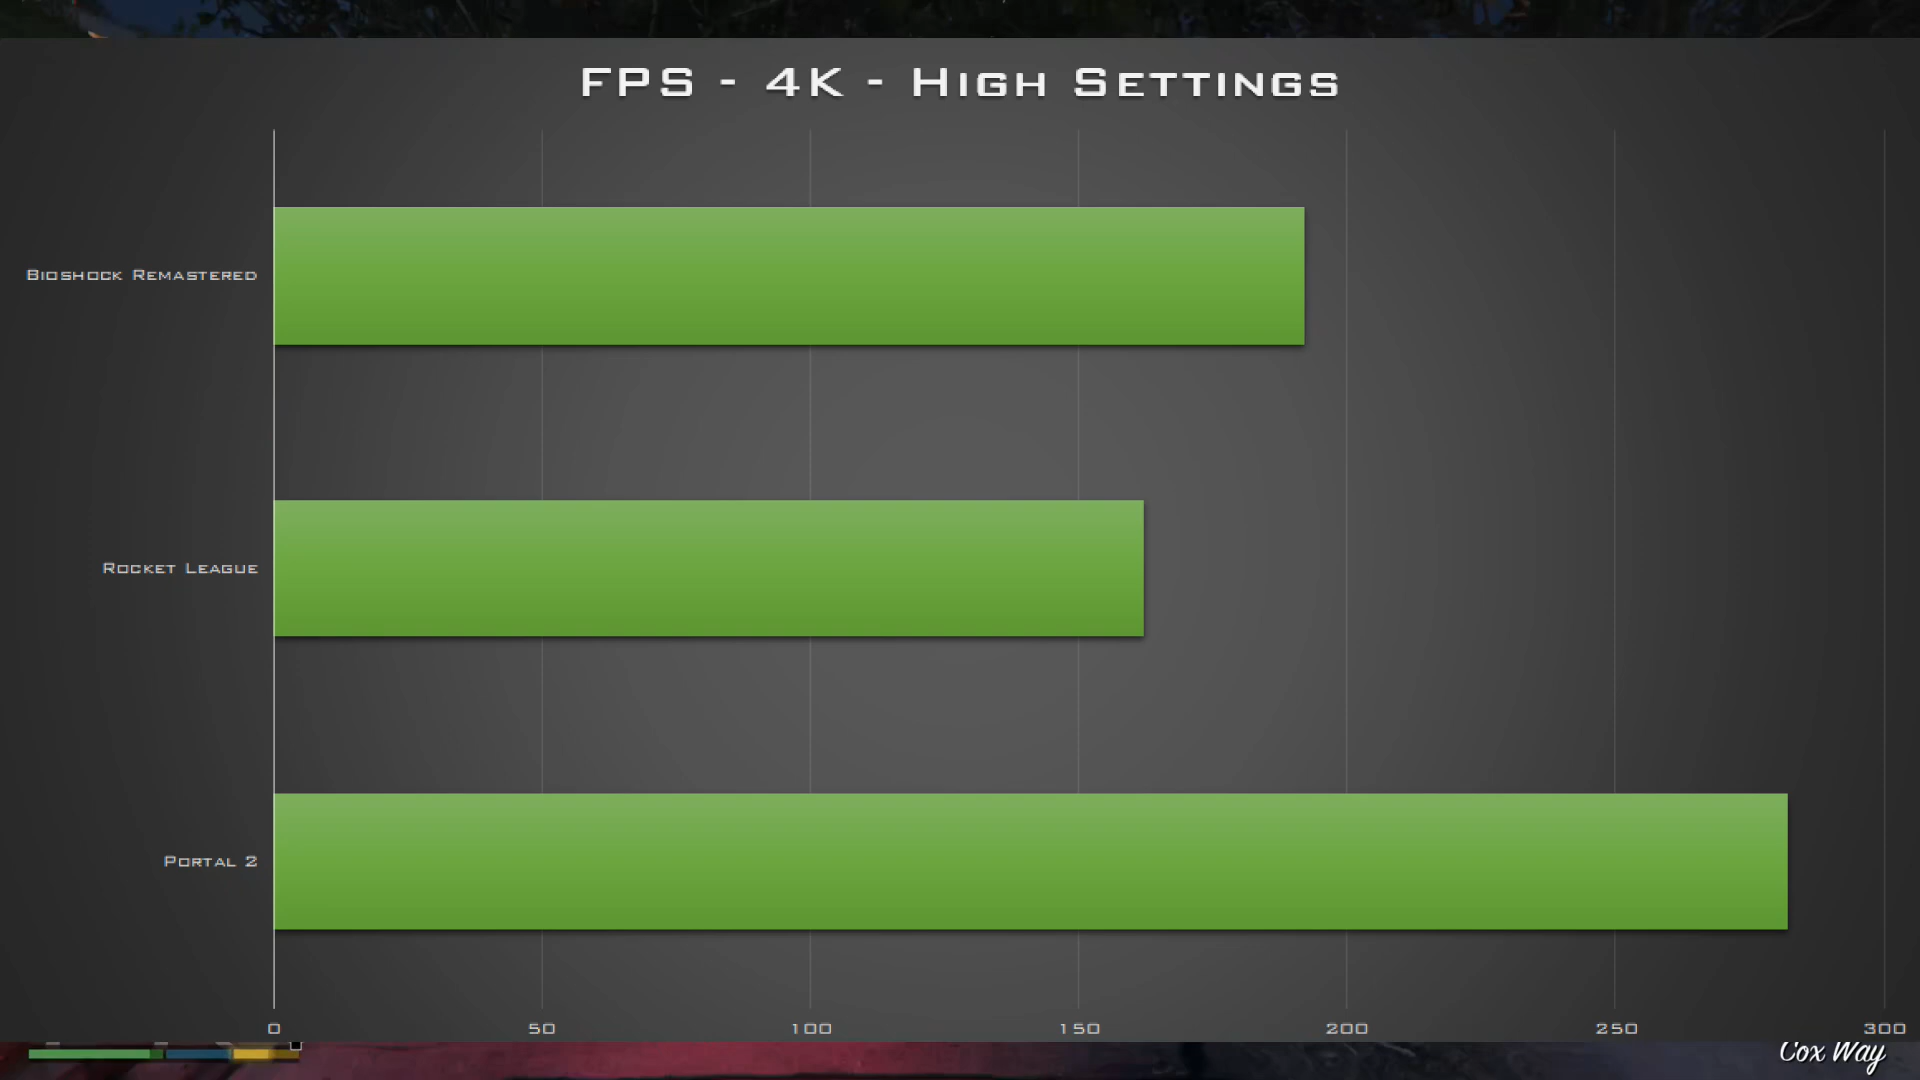 FPS - 4K - High Settings
Bioshock Remastered
Rocket League
Portal 2
0 50 100 150 200 250 300
Cox Way